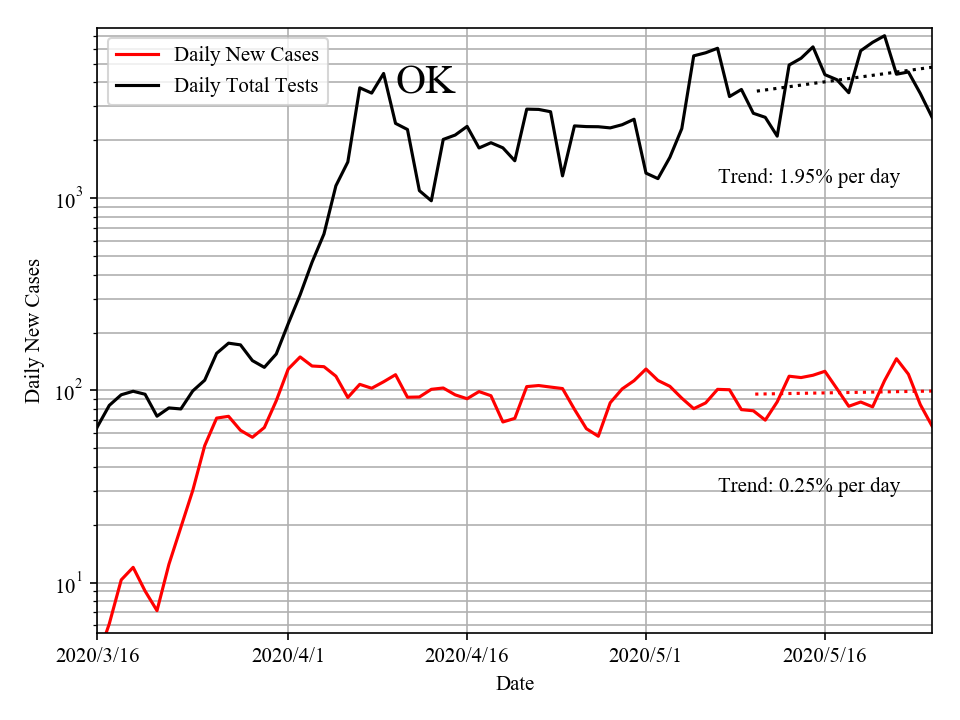 Daily New Cases
Daily Total Tests
OK
Trend: 1.95% per day
Trend: 0.25% per day
10³
10²
10¹
Daily New Cases
2020/3/16
2020/4/1
2020/4/16
2020/5/1
2020/5/16
Date